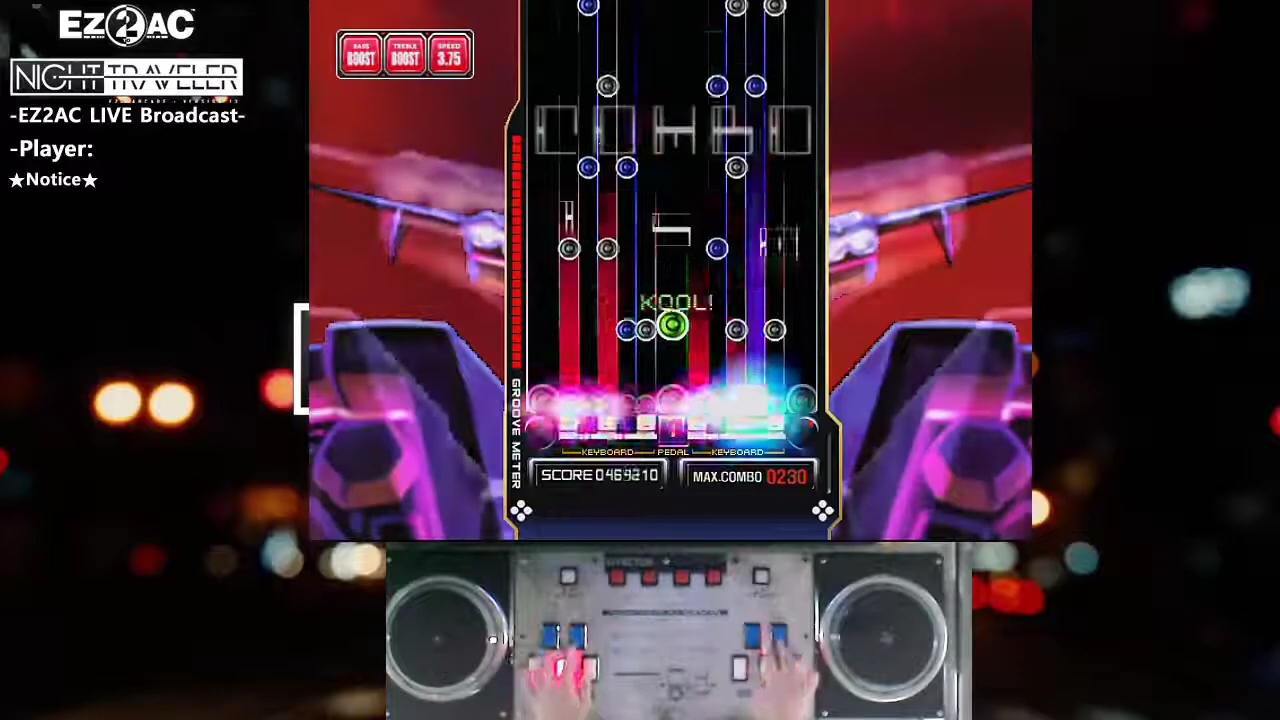 EZ2AC
NIGHT TRAVELER
-EZ2AC LIVE Broadcast-
-Player:
★Notice★
BASS BOOST
TREBLE BOOST
SPEED 3.75
COMBO
KOOL!
GROOVE METER
KEYBOARD PEDAL KEYBOARD
SCORE
MAX.COMBO 0230